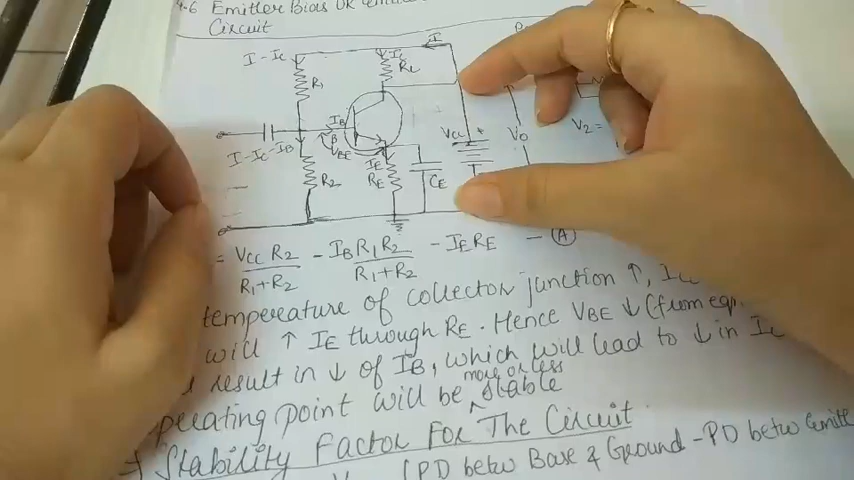 4.6 Emitter Bias OR
Circuit
I
I-Ic
R1
Ic
RL
IB
B
VBE
I-Ic-IB
IE
R2
RE
CE
Vcc +
Vo
V2 =
= Vcc R2 / R1+R2 - IB R1 R2 / R1+R2 - IE RE - (A)
temperature of collector junction ↑,
will ↑ IE through RE. Hence VBE ↓ (from eqn.
result in ↓ of IB, which will lead to ↓ in
operating point will be more or less stable
Stability Factor For The Circuit
(PD betw Base & Ground - PD betw Emitte